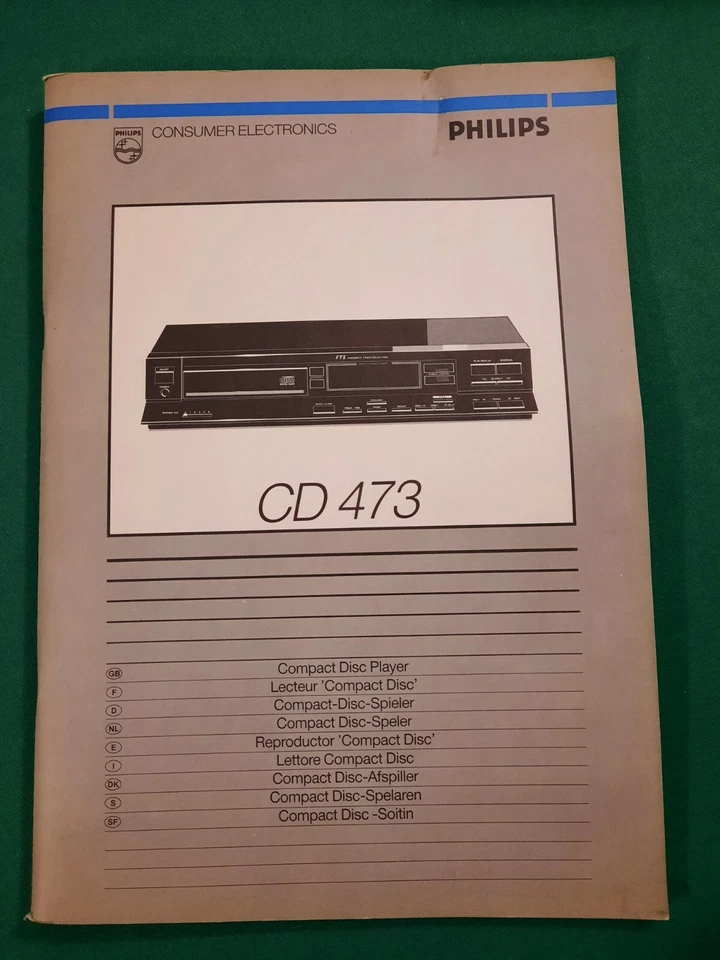 PHILIPS
CONSUMER ELECTRONICS
PHILIPS
FTS
CD 473
GB Compact Disc Player
F Lecteur 'Compact Disc'
D Compact-Disc-Spieler
NL Compact Disc-Speler
E Reproductor 'Compact Disc'
I Lettore Compact Disc
DK Compact Disc-Afspiller
S Compact Disc-Spelaren
SF Compact Disc -Soitin